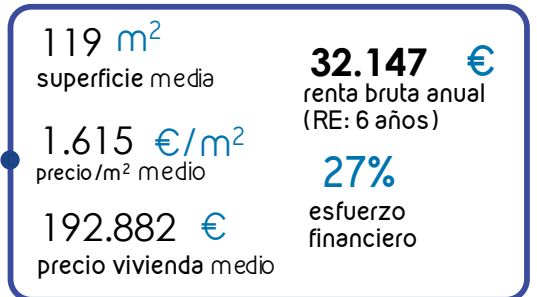 119 m²
superficie media
1.615 €/m²
precio/m² medio
192.882 €
precio vivienda medio
32.147 €
renta bruta anual
(RE: 6 años)
27%
esfuerzo
financiero